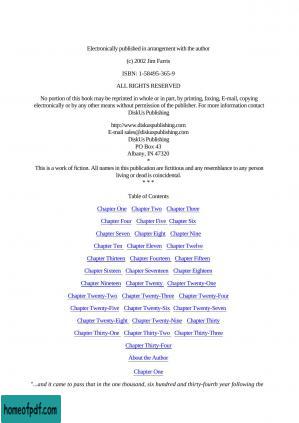 Electronically published in arrangement with the author
(c) 2002 Jim Farris
ISBN: 1-58495-365-9
ALL RIGHTS RESERVED
No portion of this book may be reprinted in whole or in part, by printing, faxing, E-mail, copying
electronically or by any other means without permission of the publisher. For more information contact
DiskUs Publishing
http:\www.diskuspublishing.com
E-mail sales@diskuspublishing.com
DiskUs Publishing
PO Box 43
Albany, IN 47320
*
This is a work of fiction. All names in this publication are fictitious and any resemblance to any person
living or dead is coincidental.
* * *
Table of Contents
Chapter One Chapter Two Chapter Three
Chapter Four Chapter Five Chapter Six
Chapter Seven Chapter Eight Chapter Nine
Chapter Ten Chapter Eleven Chapter Twelve
Chapter Thirteen Chapter Fourteen Chapter Fifteen
Chapter Sixteen Chapter Seventeen Chapter Eighteen
Chapter Nineteen Chapter Twenty Chapter Twenty-One
Chapter Twenty-Two Chapter Twenty-Three Chapter Twenty-Four
Chapter Twenty-Five Chapter Twenty-Six Chapter Twenty-Seven
Chapter Twenty-Eight Chapter Twenty-Nine Chapter Thirty
Chapter Thirty-One Chapter Thirty-Two Chapter Thirty-Three
Chapter Thirty-Four
About the Author
Chapter One
"...and it came to pass that in the one thousand, six hundred and thirty-fourth year following the
homeofpdf.com